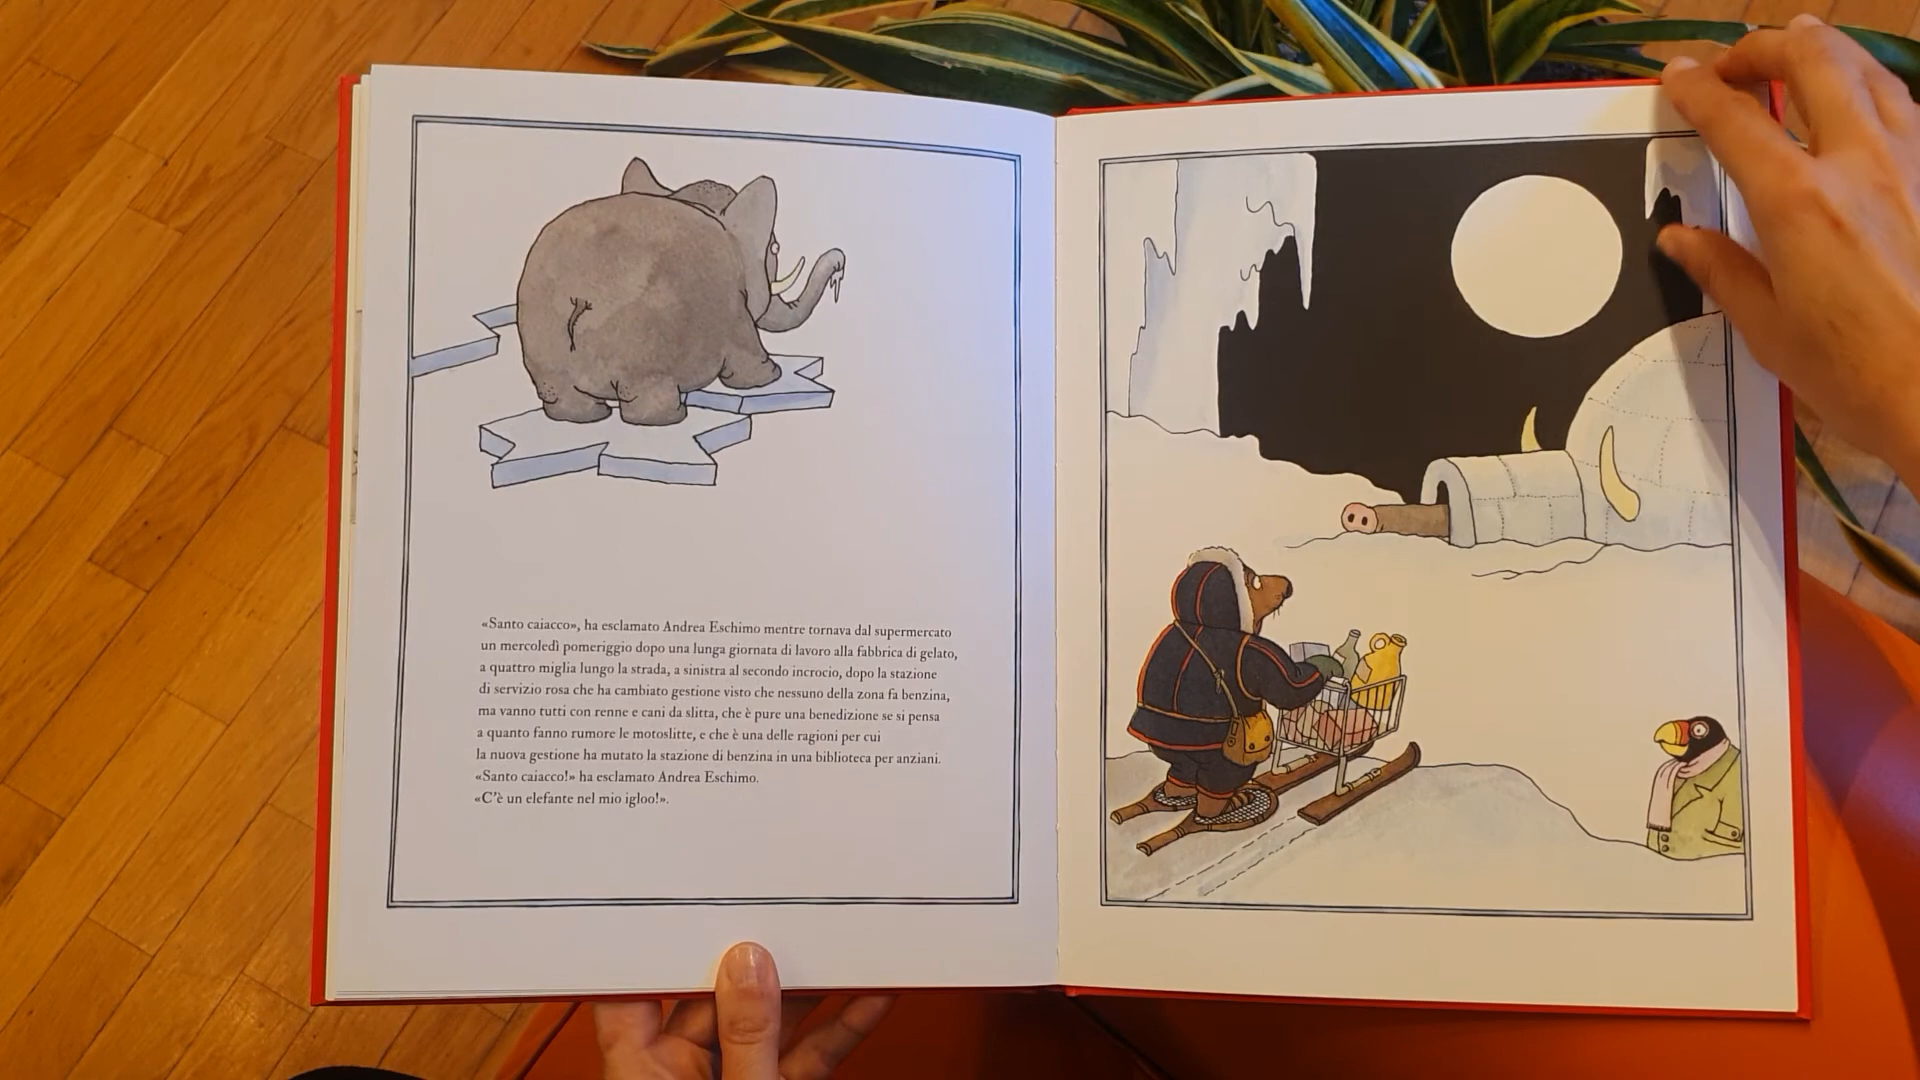 «Santo caiacco», ha esclamato Andrea Eschimo mentre tornava dal supermercato
un mercoledì pomeriggio dopo una lunga giornata di lavoro alla fabbrica di gelato,
a quattro miglia lungo la strada, a sinistra al secondo incrocio, dopo la stazione
di servizio rosa che ha cambiato gestione visto che nessuno della zona fa benzina,
ma vanno tutti con renne e cani da slitta, che è pure una benedizione se si pensa
a quanto fanno rumore le motoslitte, e che è una delle ragioni per cui
la nuova gestione ha mutato la stazione di benzina in una biblioteca per anziani.
«Santo caiacco!» ha esclamato Andrea Eschimo.
«C'è un elefante nel mio igloo!».